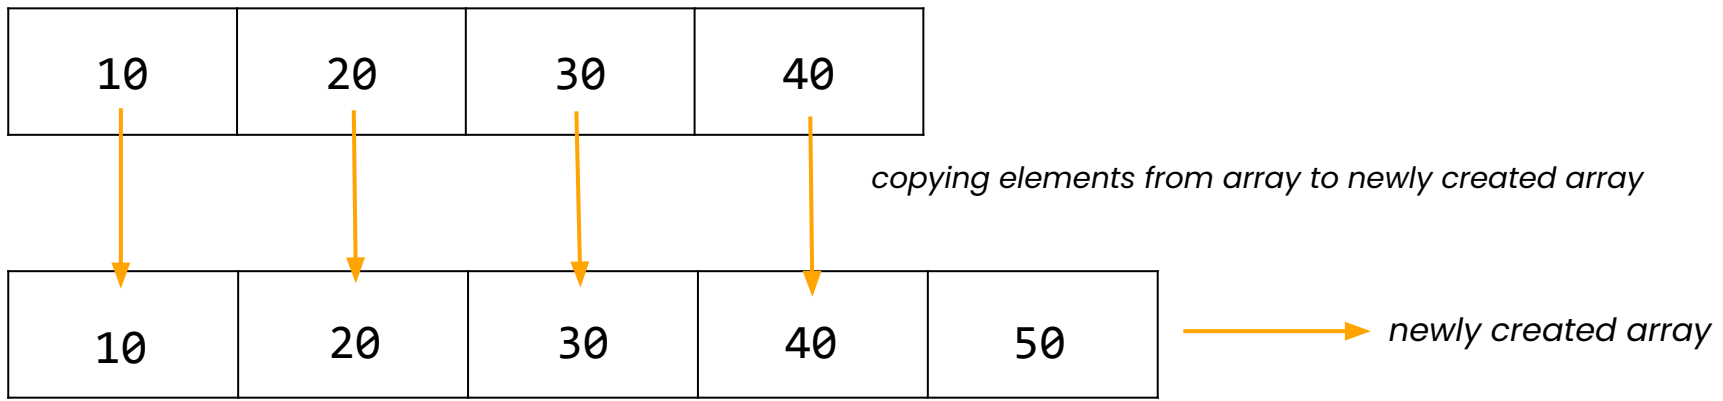 10 20 30 40
copying elements from array to newly created array
10 20 30 40 50
newly created array